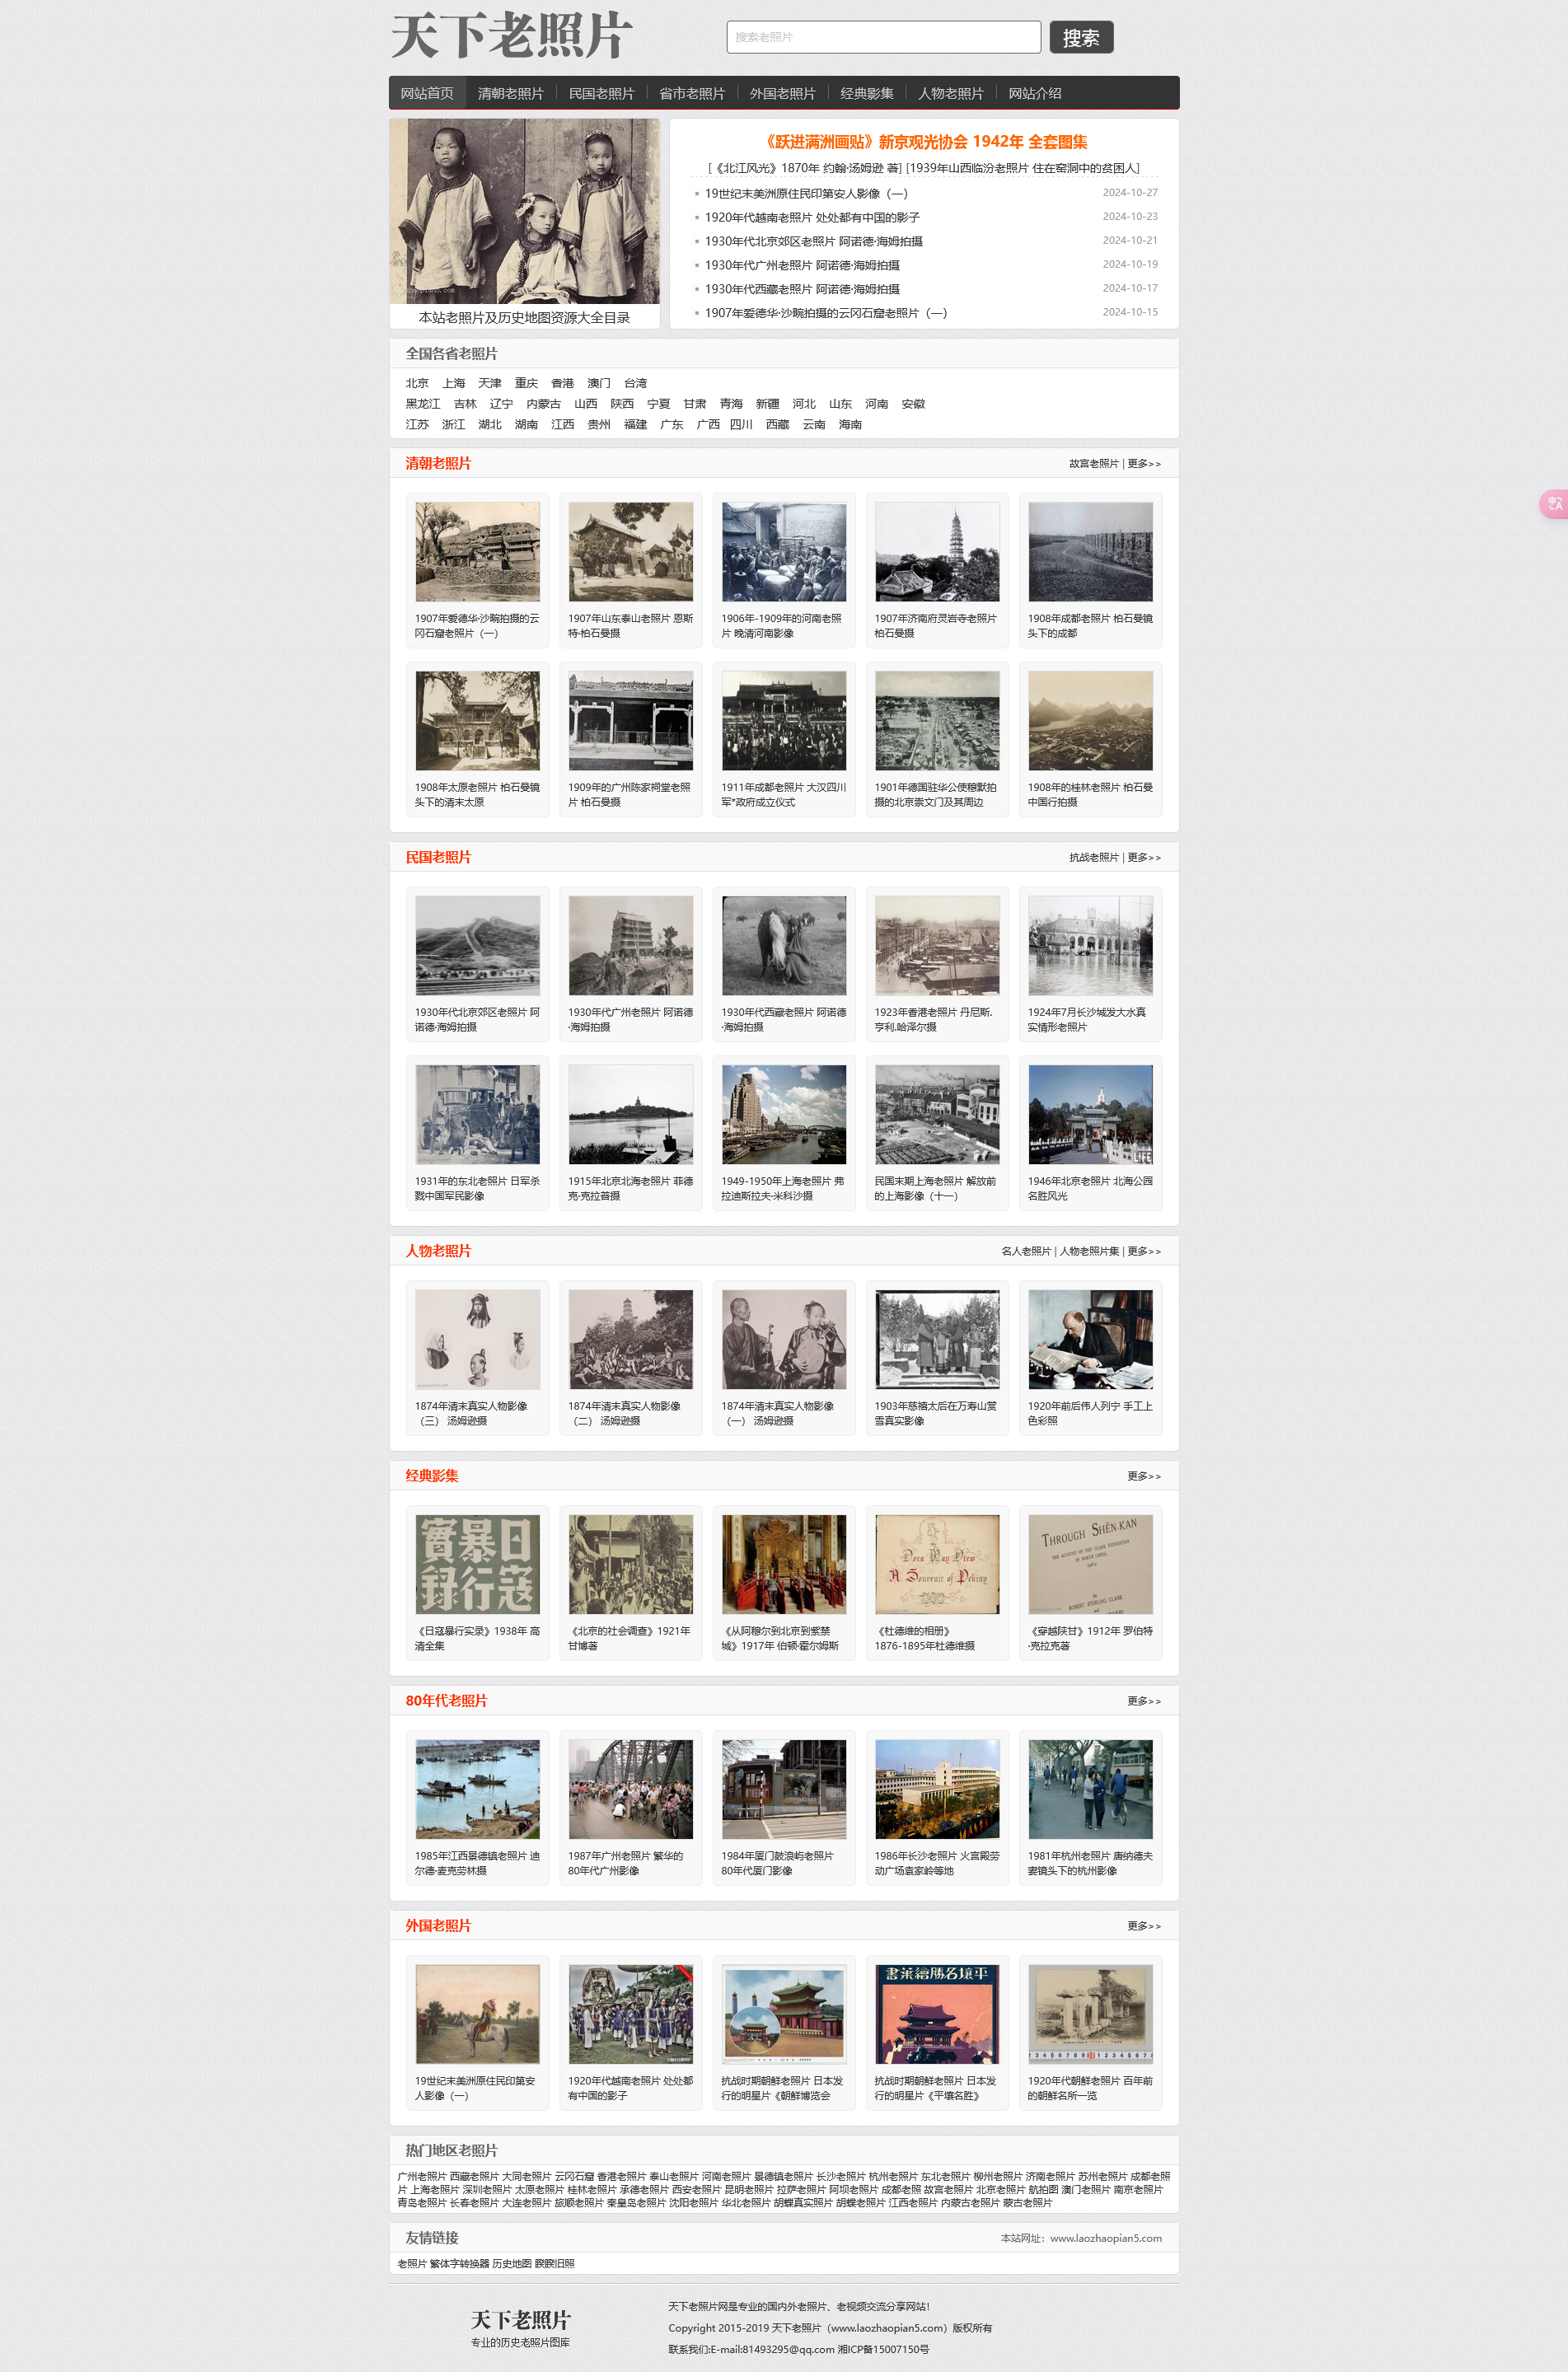 天下老照片
搜索老照片
搜索
网站首页 清朝老照片 民国老照片 省市老照片 外国老照片 经典影集 人物老照片 网站介绍
本站老照片及历史地图资源大全目录
《跃进满洲画贴》新京观光协会 1942年 全套图集
[《北江风光》1870年 约翰·汤姆逊 著] [1939年山西临汾老照片 住在窑洞中的贫困人]
19世纪末美洲原住民印第安人影像（一） 2024-10-27
1920年代越南老照片 处处都有中国的影子 2024-10-23
1930年代北京郊区老照片 阿诺德·海姆拍摄 2024-10-21
1930年代广州老照片 阿诺德·海姆拍摄 2024-10-19
1930年代西藏老照片 阿诺德·海姆拍摄 2024-10-17
1907年爱德华·沙畹拍摄的云冈石窟老照片（一） 2024-10-15
全国各省老照片
北京 上海 天津 重庆 香港 澳门 台湾
黑龙江 吉林 辽宁 内蒙古 山西 陕西 宁夏 甘肃 青海 新疆 河北 山东 河南 安徽
江苏 浙江 湖北 湖南 江西 贵州 福建 广东 广西 四川 西藏 云南 海南
清朝老照片 故宫老照片 | 更多>>
1907年爱德华·沙畹拍摄的云
冈石窟老照片（一）
1907年山东泰山老照片 恩斯
特·柏石曼摄
1906年-1909年的河南老照
片 晚清河南影像
1907年济南府灵岩寺老照片
柏石曼摄
1908年成都老照片 柏石曼镜
头下的成都
1908年太原老照片 柏石曼镜
头下的清末太原
1909年的广州陈家祠堂老照
片 柏石曼摄
1911年成都老照片 大汉四川
军*政府成立仪式
1901年德国驻华公使穆默拍
摄的北京崇文门及其周边
1908年的桂林老照片 柏石曼
中国行拍摄
民国老照片 抗战老照片 | 更多>>
1930年代北京郊区老照片 阿
诺德·海姆拍摄
1930年代广州老照片 阿诺德
·海姆拍摄
1930年代西藏老照片 阿诺德
·海姆拍摄
1923年香港老照片 丹尼斯.
亨利.哈泽尔摄
1924年7月长沙城发大水真
实情形老照片
1931年的东北老照片 日军杀
戮中国军民影像
1915年北京北海老照片 菲德
克·克拉普摄
1949-1950年上海老照片 弗
拉迪斯拉夫·米科沙摄
民国末期上海老照片 解放前
的上海影像（十一）
LIFE
1946年北京老照片 北海公园
名胜风光
人物老照片 名人老照片 | 人物老照片集 | 更多>>
1874年清末真实人物影像
（三） 汤姆逊摄
1874年清末真实人物影像
（二） 汤姆逊摄
1874年清末真实人物影像
（一） 汤姆逊摄
1903年慈禧太后在万寿山赏
雪真实影像
1920年前后伟人列宁 手工上
色彩照
经典影集 更多>>
日寇
暴行
實録
《日寇暴行实录》1938年 高
清全集
《北京的社会调查》1921年
甘博著
《从阿穆尔到北京到紫禁
城》1917年 伯顿·霍尔姆斯
Dora May Drew
A Souvenir of Peking
《杜德维的相册》
1876-1895年杜德维摄
THROUGH SHÊN-KAN
THE ACCOUNT OF THE CLARK EXPEDITION
IN NORTH CHINA
By
ROBERT STERLING CLARK
《穿越陕甘》1912年 罗伯特
·克拉克著
80年代老照片 更多>>
1985年江西景德镇老照片 迪
尔德·麦克劳林摄
1987年广州老照片 繁华的
80年代广州影像
1984年厦门鼓浪屿老照片
80年代厦门影像
1986年长沙老照片 火宫殿劳
动广场袁家岭等地
1981年杭州老照片 唐纳德夫
妻镜头下的杭州影像
外国老照片 更多>>
19世纪末美洲原住民印第安
人影像（一）
1920年代越南老照片 处处都
有中国的影子
抗战时期朝鲜老照片 日本发
行的明星片《朝鲜博览会
平壤名勝繪葉書
抗战时期朝鲜老照片 日本发
行的明星片《平壤名胜》
1920年代朝鲜老照片 百年前
的朝鲜名所一览
热门地区老照片
广州老照片 西藏老照片 大同老照片 云冈石窟 香港老照片 泰山老照片 河南老照片 景德镇老照片 长沙老照片 杭州老照片 东北老照片 柳州老照片 济南老照片 苏州老照片 成都老照
片 上海老照片 深圳老照片 太原老照片 桂林老照片 承德老照片 西安老照片 昆明老照片 拉萨老照片 阿坝老照片 成都老照 故宫老照片 北京老照片 航拍图 澳门老照片 南京老照片
青岛老照片 长春老照片 大连老照片 旅顺老照片 秦皇岛老照片 沈阳老照片 华北老照片 胡蝶真实照片 胡蝶老照片 江西老照片 内蒙古老照片 蒙古老照片
友情链接 本站网址：www.laozhaopian5.com
老照片 繁体字转换器 历史地图 睽睽旧照
天下老照片
专业的历史老照片图库
天下老照片网是专业的国内外老照片、老视频交流分享网站！
Copyright 2015-2019 天下老照片（www.laozhaopian5.com）版权所有
联系我们:E-mail:81493295@qq.com 湘ICP备15007150号